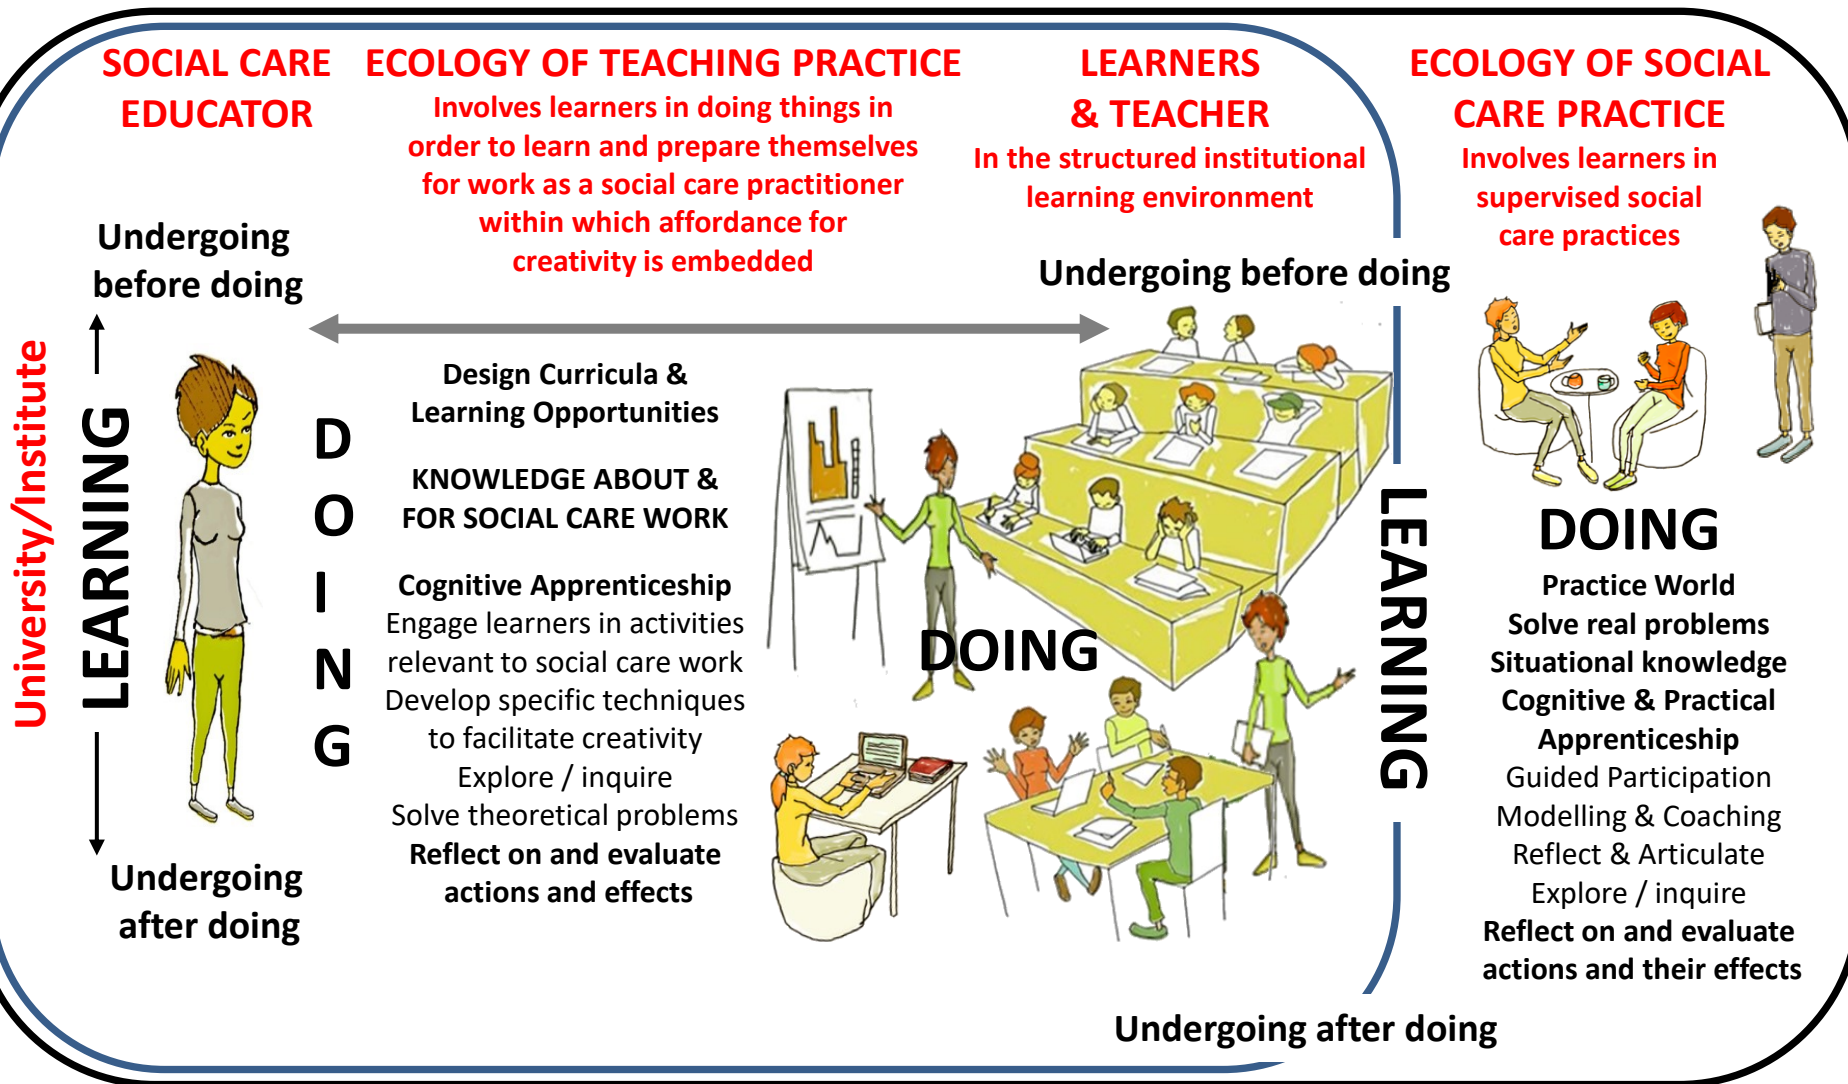 SOCIAL CARE
EDUCATOR
ECOLOGY OF TEACHING PRACTICE
Involves learners in doing things in
order to learn and prepare themselves
for work as a social care practitioner
within which affordance for
creativity is embedded
LEARNERS
& TEACHER
In the structured institutional
learning environment
ECOLOGY OF SOCIAL
CARE PRACTICE
Involves learners in
supervised social
care practices
University/Institute
Undergoing
before doing
LEARNING
Undergoing
after doing
D
O
I
N
G
Design Curricula &
Learning Opportunities
KNOWLEDGE ABOUT &
FOR SOCIAL CARE WORK
Cognitive Apprenticeship
Engage learners in activities
relevant to social care work
Develop specific techniques
to facilitate creativity
Explore / inquire
Solve theoretical problems
Reflect on and evaluate
actions and effects
Undergoing before doing
DOING
LEARNING
Undergoing after doing
DOING
Practice World
Solve real problems
Situational knowledge
Cognitive & Practical
Apprenticeship
Guided Participation
Modelling & Coaching
Reflect & Articulate
Explore / inquire
Reflect on and evaluate
actions and their effects